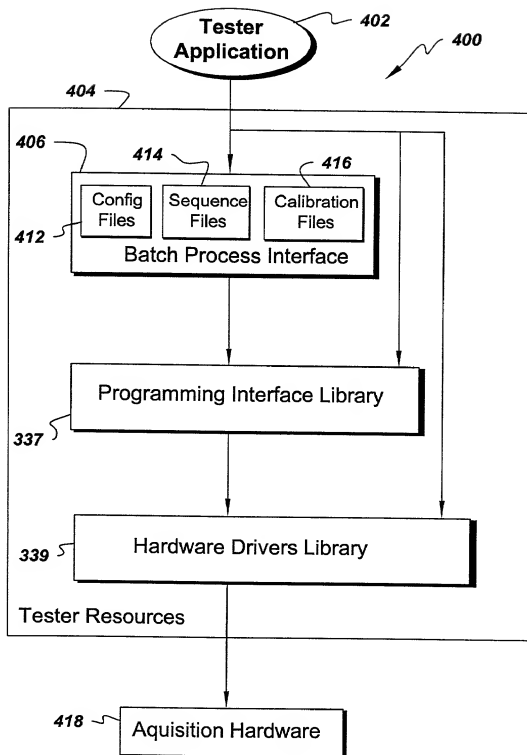 Tester
Application
402
400
404
406
414
416
Config
Files
Sequence
Files
Calibration
Files
412
Batch Process Interface
Programming Interface Library
337
Hardware Drivers Library
339
Tester Resources
418
Aquisition Hardware